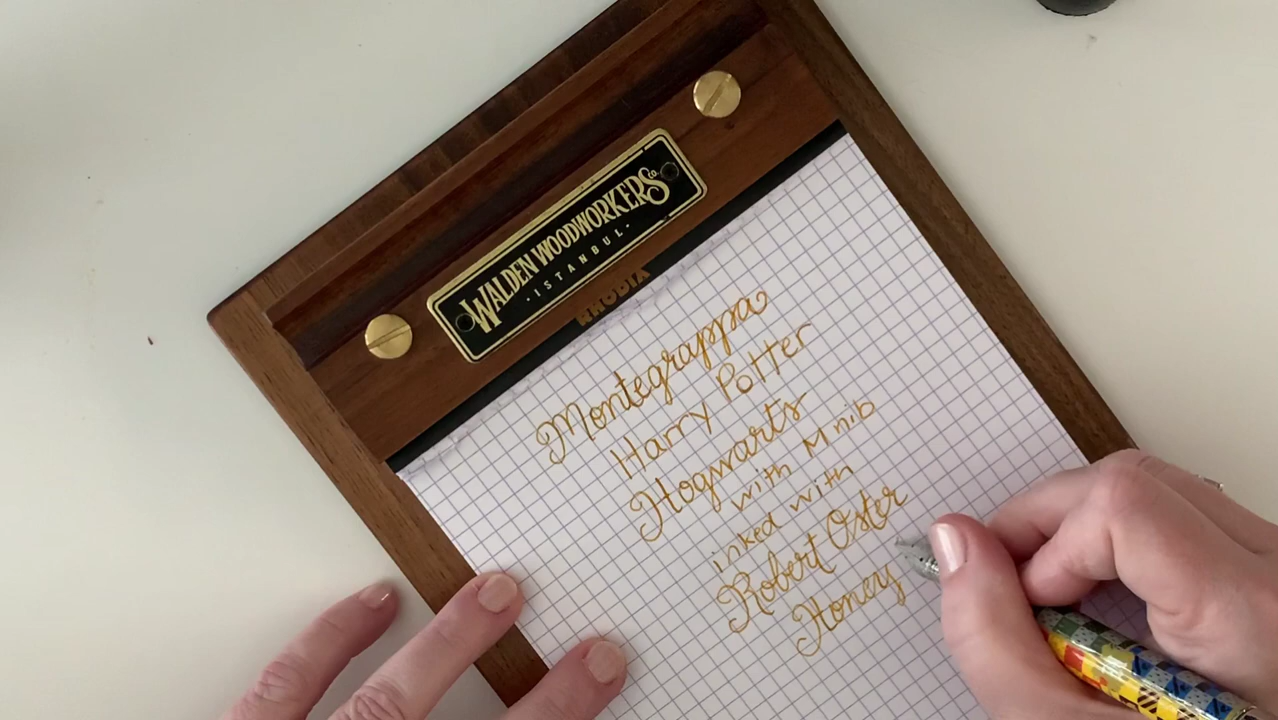 WALDEN WOODWORKERS Co.
· ISTANBUL ·
RHODIA
Montegrappa
Harry Potter
Hogwarts
with M nib
inked with
Robert Oster
Honey